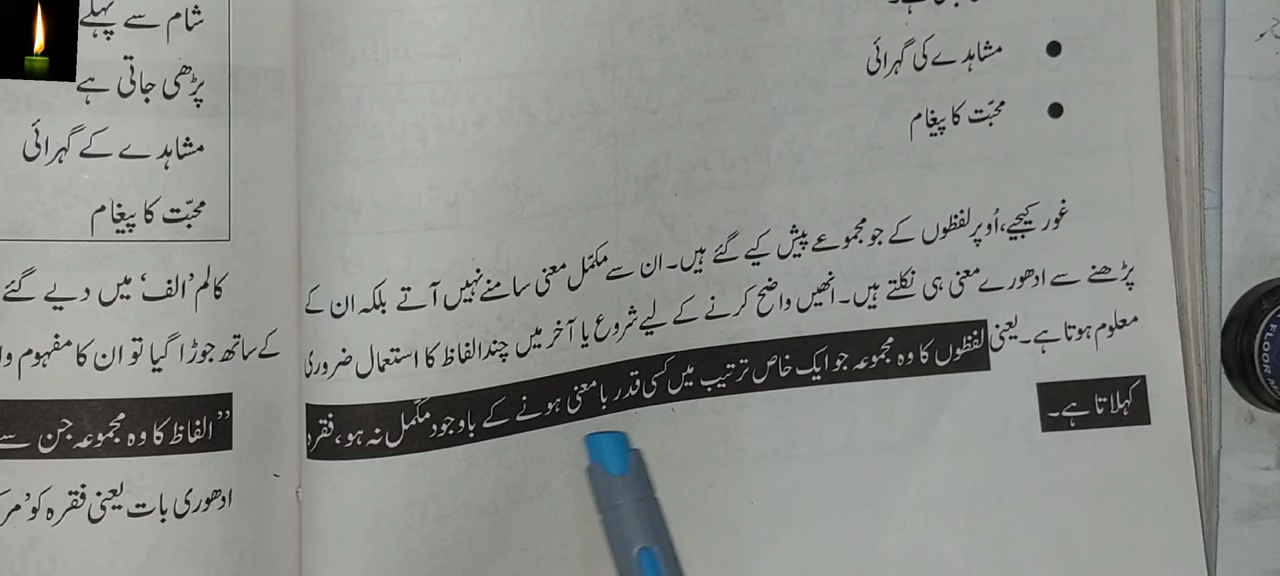 مشاہدے کی گہرائی
محبّت کا پیغام
غور کیجیے، اُوپر لفظوں کے جو مجموعے پیش کیے گئے ہیں۔ ان سے مکمّل معنی سامنے نہیں آتے بلکہ ان کے
پڑھنے سے ادھورے معنی ہی نکلتے ہیں۔ انھیں واضح کرنے کے لیے شروع یا آخر میں چند الفاظ کا استعمال ضروری
معلوم ہوتا ہے۔ یعنی لفظوں کا وہ مجموعہ جو ایک خاص ترتیب میں کسی قدر بامعنی ہونے کے باوجود مکمّل نہ ہو، فقرہ
کہلاتا ہے۔
شام سے پہلے
پڑھی جاتی ہے
مشاہدے کے گہرائی
محبّت کا پیغام
کالم ’الف‘ میں دیے گئے
کے ساتھ جوڑا گیا تو ان کا مفہوم
”الفاظ کا وہ مجموعہ جن سے
ادھوری بات یعنی فقرہ کو